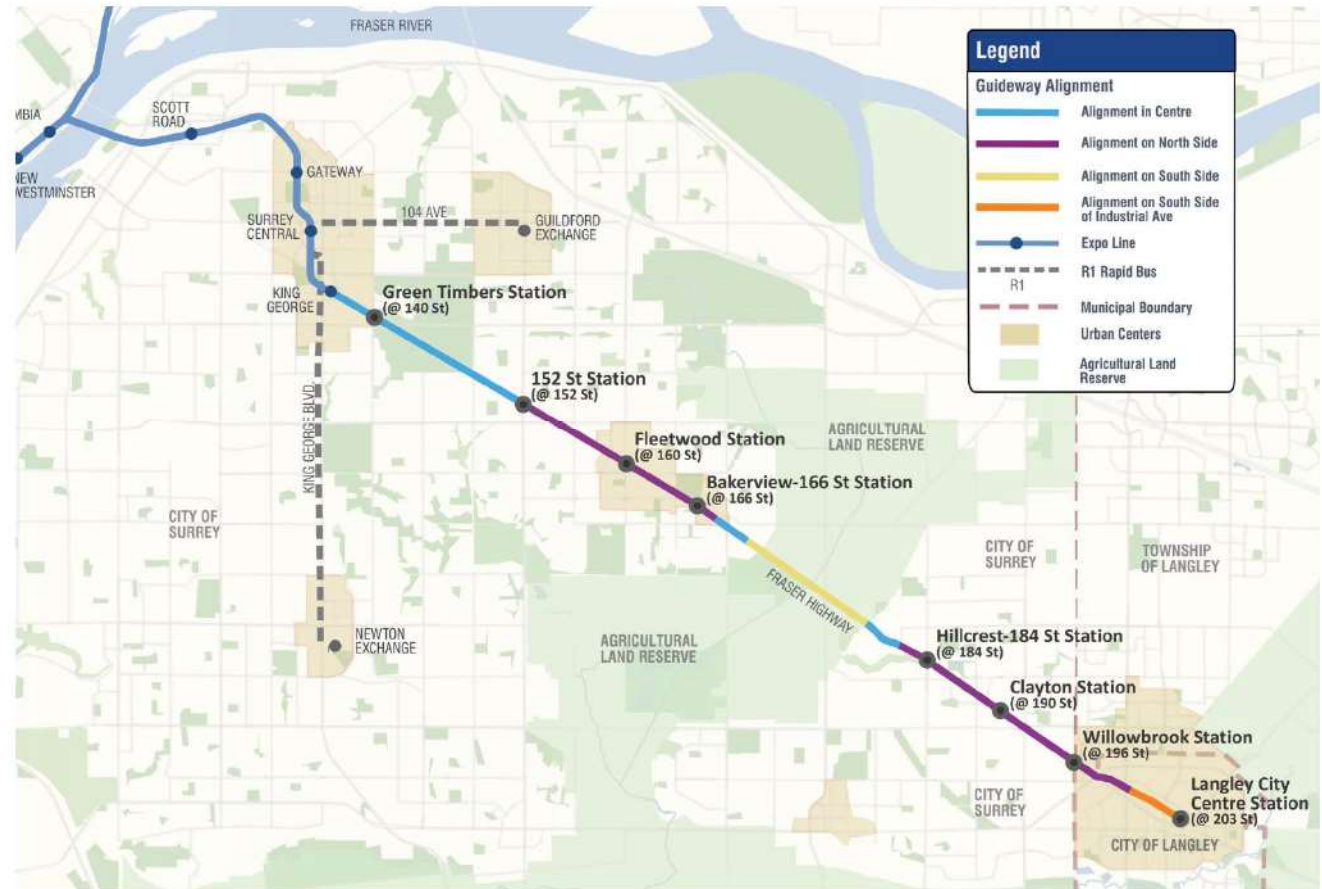 FRASER RIVER
MBIA
SCOTT
ROAD
NEW
WESTMINSTER
GATEWAY
SURREY
CENTRAL
104 AVE
GUILDFORD
EXCHANGE
KING
GEORGE
Green Timbers Station
(@ 140 St)
152 St Station
(@ 152 St)
KING GEORGE BLVD.
Fleetwood Station
(@ 160 St)
AGRICULTURAL
LAND RESERVE
Bakerview-166 St Station
(@ 166 St)
CITY OF
SURREY
CITY OF
SURREY
TOWNSHIP
OF LANGLEY
FRASER HIGHWAY
NEWTON
EXCHANGE
AGRICULTURAL
LAND RESERVE
Hillcrest-184 St Station
(@ 184 St)
Clayton Station
(@ 190 St)
Willowbrook Station
(@ 196 St)
CITY OF
SURREY
Langley City
Centre Station
(@ 203 St)
CITY OF LANGLEY
Legend
Guideway Alignment
Alignment in Centre
Alignment on North Side
Alignment on South Side
Alignment on South Side
of Industrial Ave
Expo Line
R1 Rapid Bus
R1
Municipal Boundary
Urban Centers
Agricultural Land
Reserve